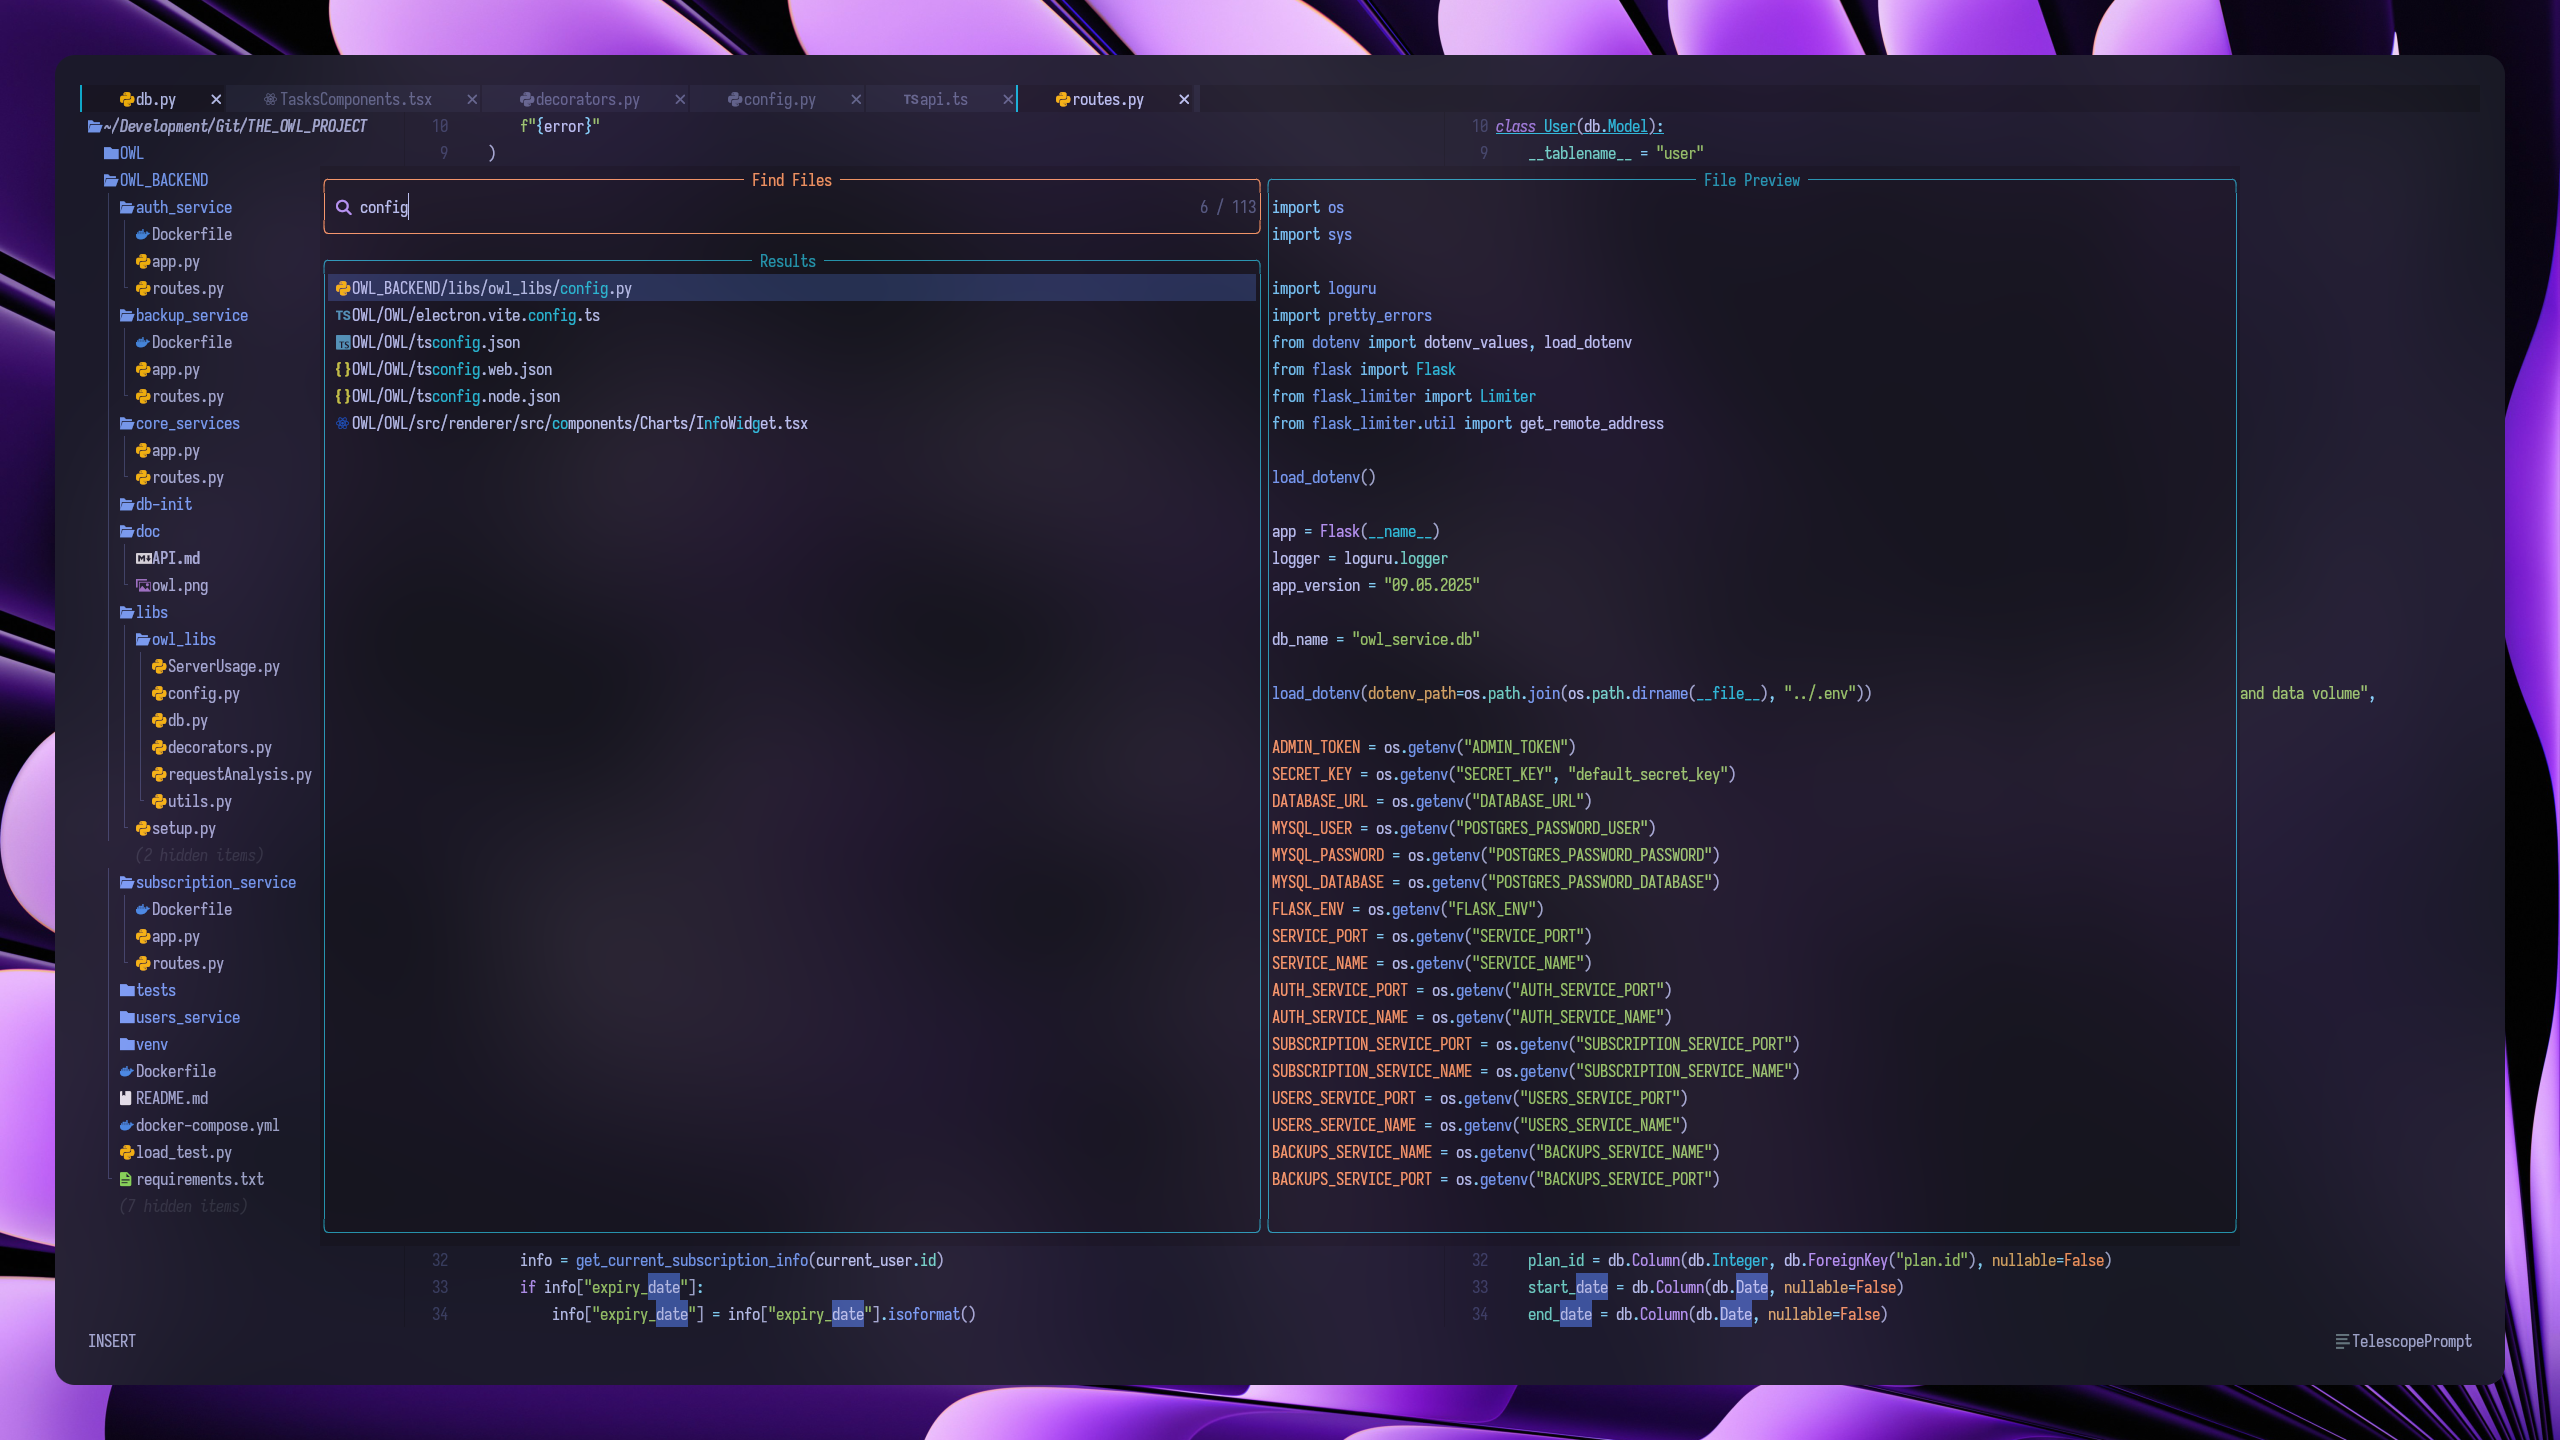 db.py ✕ TasksComponents.tsx ✕ decorators.py ✕ config.py ✕ TS api.ts ✕ routes.py ✕
~/Development/Git/THE_OWL_PROJECT
OWL
OWL_BACKEND
auth_service
Dockerfile
app.py
routes.py
backup_service
Dockerfile
app.py
routes.py
core_services
app.py
routes.py
db-init
doc
API.md
owl.png
libs
owl_libs
ServerUsage.py
config.py
db.py
decorators.py
requestAnalysis.py
utils.py
setup.py
(2 hidden items)
subscription_service
Dockerfile
app.py
routes.py
tests
users_service
venv
Dockerfile
README.md
docker-compose.yml
load_test.py
requirements.txt
(7 hidden items)
10 f"{error}"
9 )
10 class User(db.Model):
9 __tablename__ = "user"
Find Files
config 6 / 113
Results
OWL_BACKEND/libs/owl_libs/config.py
TS OWL/OWL/electron.vite.config.ts
TS OWL/OWL/tsconfig.json
{} OWL/OWL/tsconfig.web.json
{} OWL/OWL/tsconfig.node.json
OWL/OWL/src/renderer/src/components/Charts/InfoWidget.tsx
File Preview
import os
import sys
import loguru
import pretty_errors
from dotenv import dotenv_values, load_dotenv
from flask import Flask
from flask_limiter import Limiter
from flask_limiter.util import get_remote_address
load_dotenv()
app = Flask(__name__)
logger = loguru.logger
app_version = "09.05.2025"
db_name = "owl_service.db"
load_dotenv(dotenv_path=os.path.join(os.path.dirname(__file__), "../.env"))
ADMIN_TOKEN = os.getenv("ADMIN_TOKEN")
SECRET_KEY = os.getenv("SECRET_KEY", "default_secret_key")
DATABASE_URL = os.getenv("DATABASE_URL")
MYSQL_USER = os.getenv("POSTGRES_PASSWORD_USER")
MYSQL_PASSWORD = os.getenv("POSTGRES_PASSWORD_PASSWORD")
MYSQL_DATABASE = os.getenv("POSTGRES_PASSWORD_DATABASE")
FLASK_ENV = os.getenv("FLASK_ENV")
SERVICE_PORT = os.getenv("SERVICE_PORT")
SERVICE_NAME = os.getenv("SERVICE_NAME")
AUTH_SERVICE_PORT = os.getenv("AUTH_SERVICE_PORT")
AUTH_SERVICE_NAME = os.getenv("AUTH_SERVICE_NAME")
SUBSCRIPTION_SERVICE_PORT = os.getenv("SUBSCRIPTION_SERVICE_PORT")
SUBSCRIPTION_SERVICE_NAME = os.getenv("SUBSCRIPTION_SERVICE_NAME")
USERS_SERVICE_PORT = os.getenv("USERS_SERVICE_PORT")
USERS_SERVICE_NAME = os.getenv("USERS_SERVICE_NAME")
BACKUPS_SERVICE_NAME = os.getenv("BACKUPS_SERVICE_NAME")
BACKUPS_SERVICE_PORT = os.getenv("BACKUPS_SERVICE_PORT")
and data volume",
32 info = get_current_subscription_info(current_user.id)
33 if info["expiry_date"]:
34 info["expiry_date"] = info["expiry_date"].isoformat()
32 plan_id = db.Column(db.Integer, db.ForeignKey("plan.id"), nullable=False)
33 start_date = db.Column(db.Date, nullable=False)
34 end_date = db.Column(db.Date, nullable=False)
INSERT
TelescopePrompt